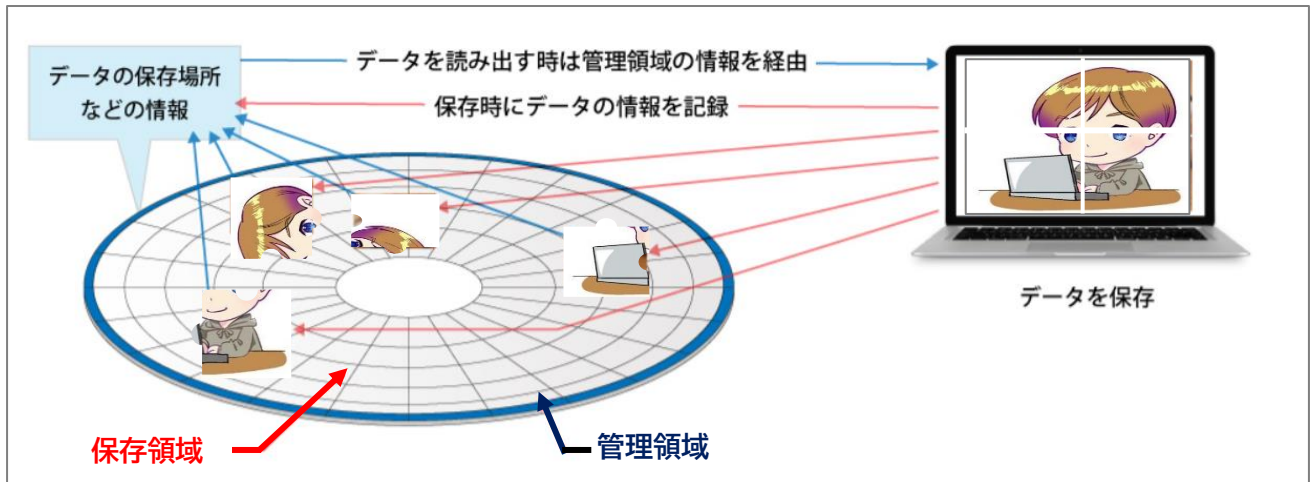 データの保存場所
などの情報
データを読み出す時は管理領域の情報を経由
保存時にデータの情報を記録
データを保存
保存領域
管理領域